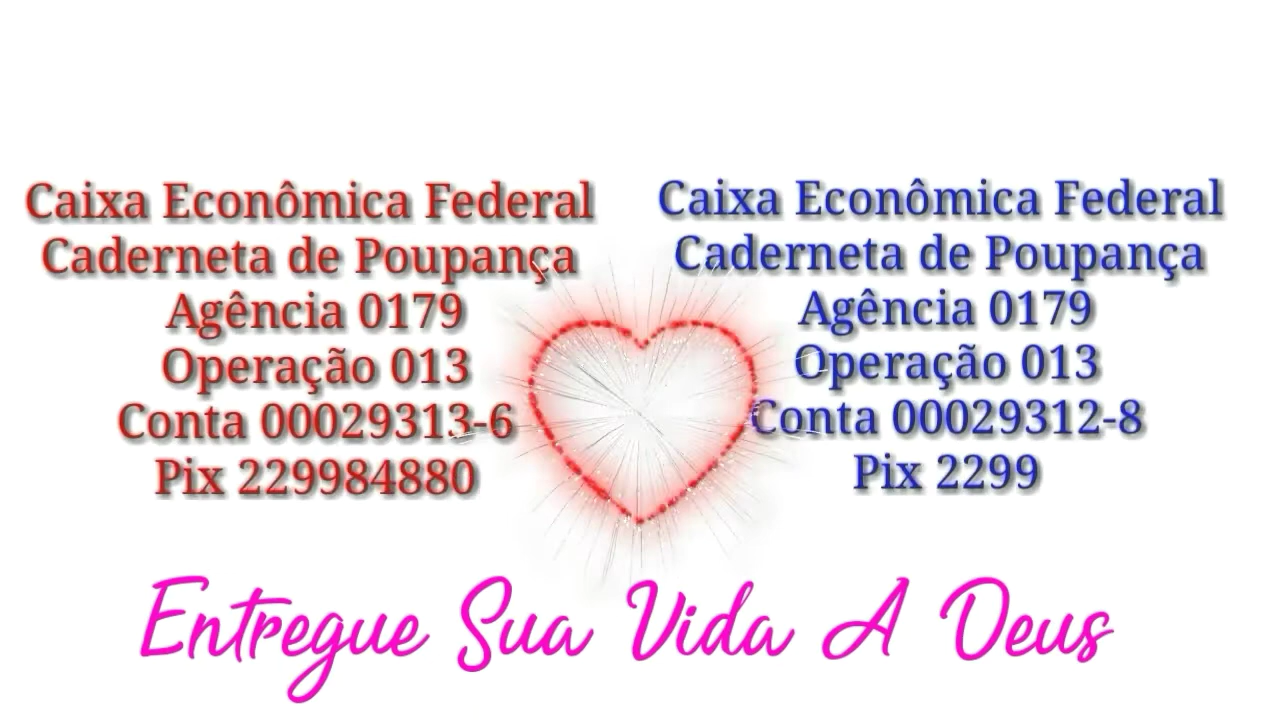 Caixa Econômica Federal
Caderneta de Poupança
Agência 0179
Operação 013
Conta 00029313-6
Pix 229984880
Caixa Econômica Federal
Caderneta de Poupança
Agência 0179
Operação 013
Conta 00029312-8
Pix 2299
Entregue Sua Vida A Deus